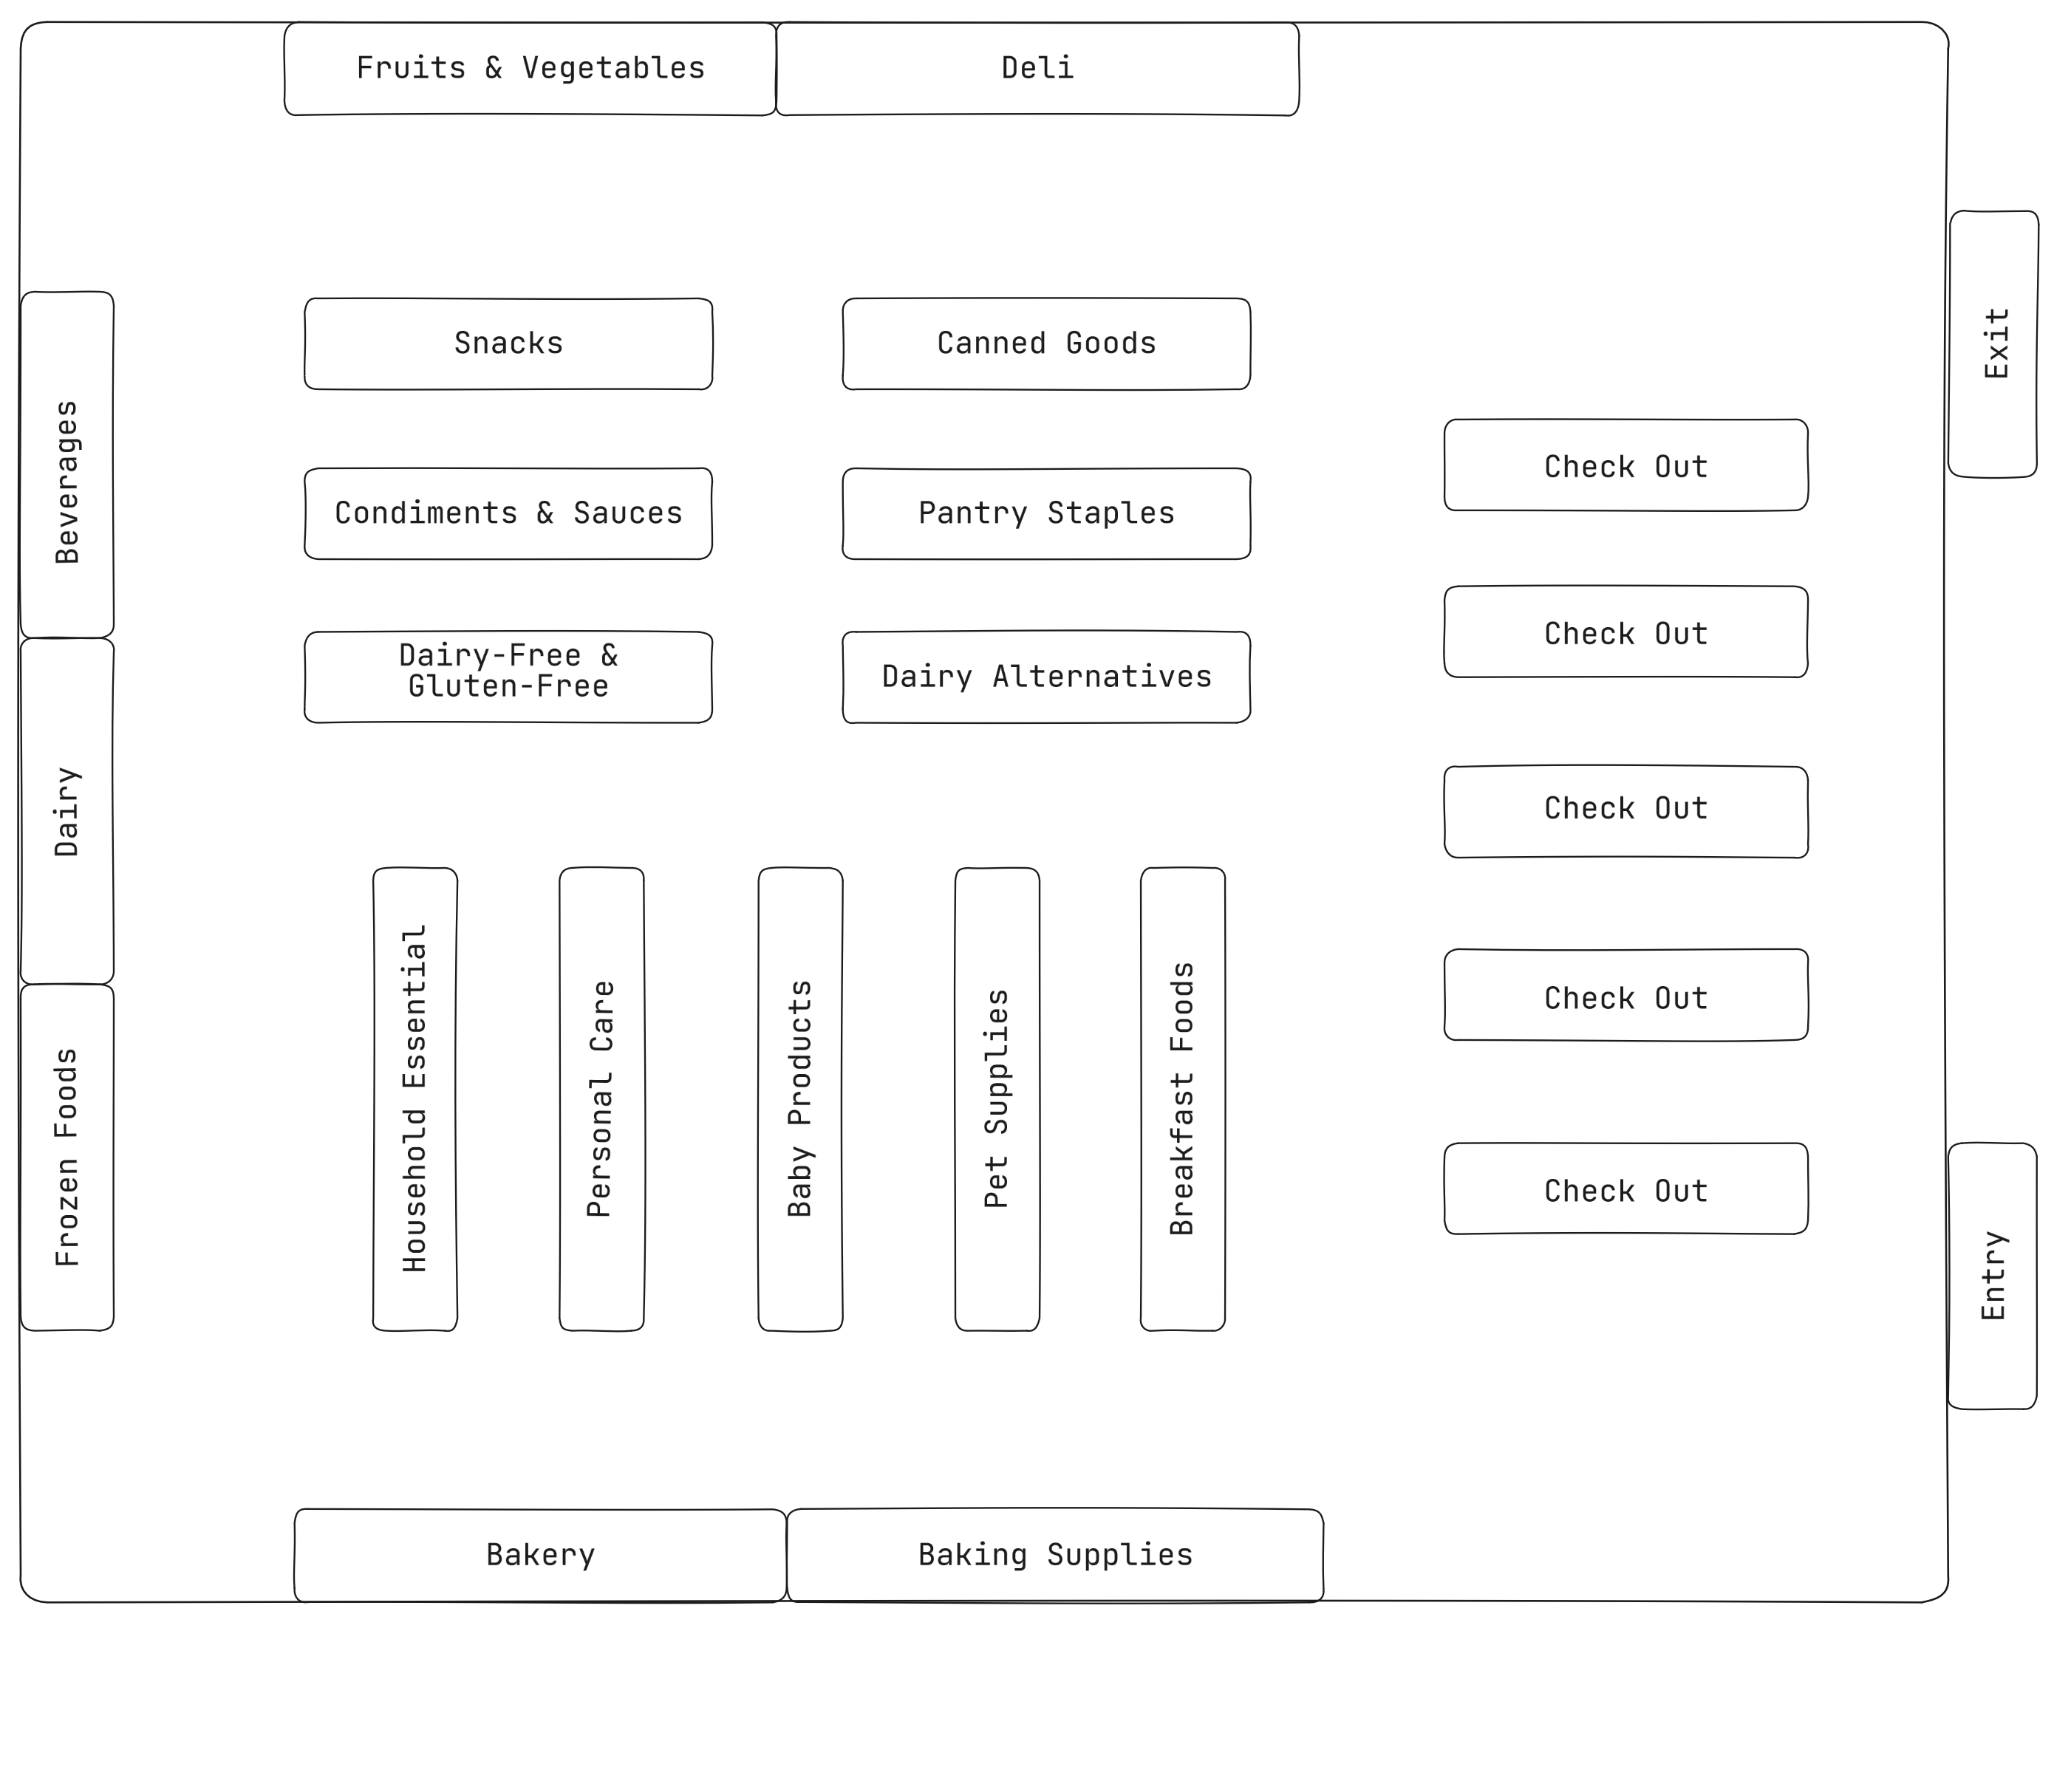 Fruits & Vegetables
Deli
Exit
Snacks
Canned Goods
Beverages
Check Out
Condiments & Sauces
Pantry Staples
Check Out
Dairy-Free &
Gluten-Free
Dairy Alternatives
Dairy
Check Out
Household Essential
Personal Care
Baby Products
Pet Supplies
Breakfast Foods
Check Out
Frozen Foods
Check Out
Entry
Bakery
Baking Supplies